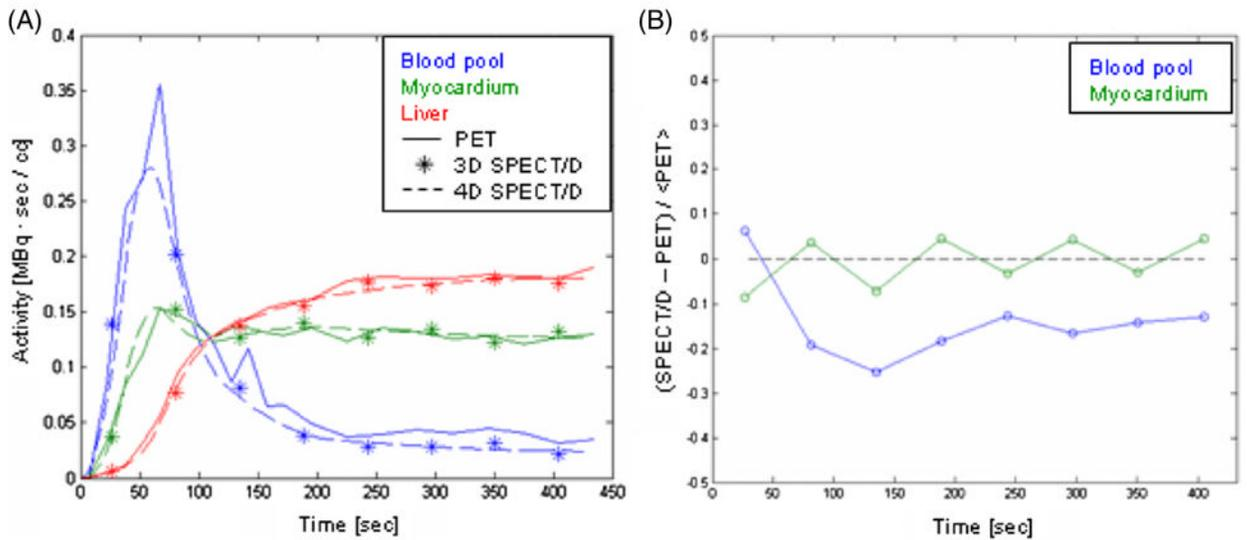 (A)
0.4
0.35
0.3
0.25
0.2
0.15
0.1
0.05
0
Activity [MBq · sec / cc]
0 50 100 150 200 250 300 350 400 450
Time [sec]
Blood pool
Myocardium
Liver
PET
3D SPECT/D
4D SPECT/D
(B)
0.5
0.4
0.3
0.2
0.1
0
-0.1
-0.2
-0.3
-0.4
-0.5
(SPECT/D – PET) / <PET>
0 50 100 150 200 250 300 350 400
Time [sec]
Blood pool
Myocardium